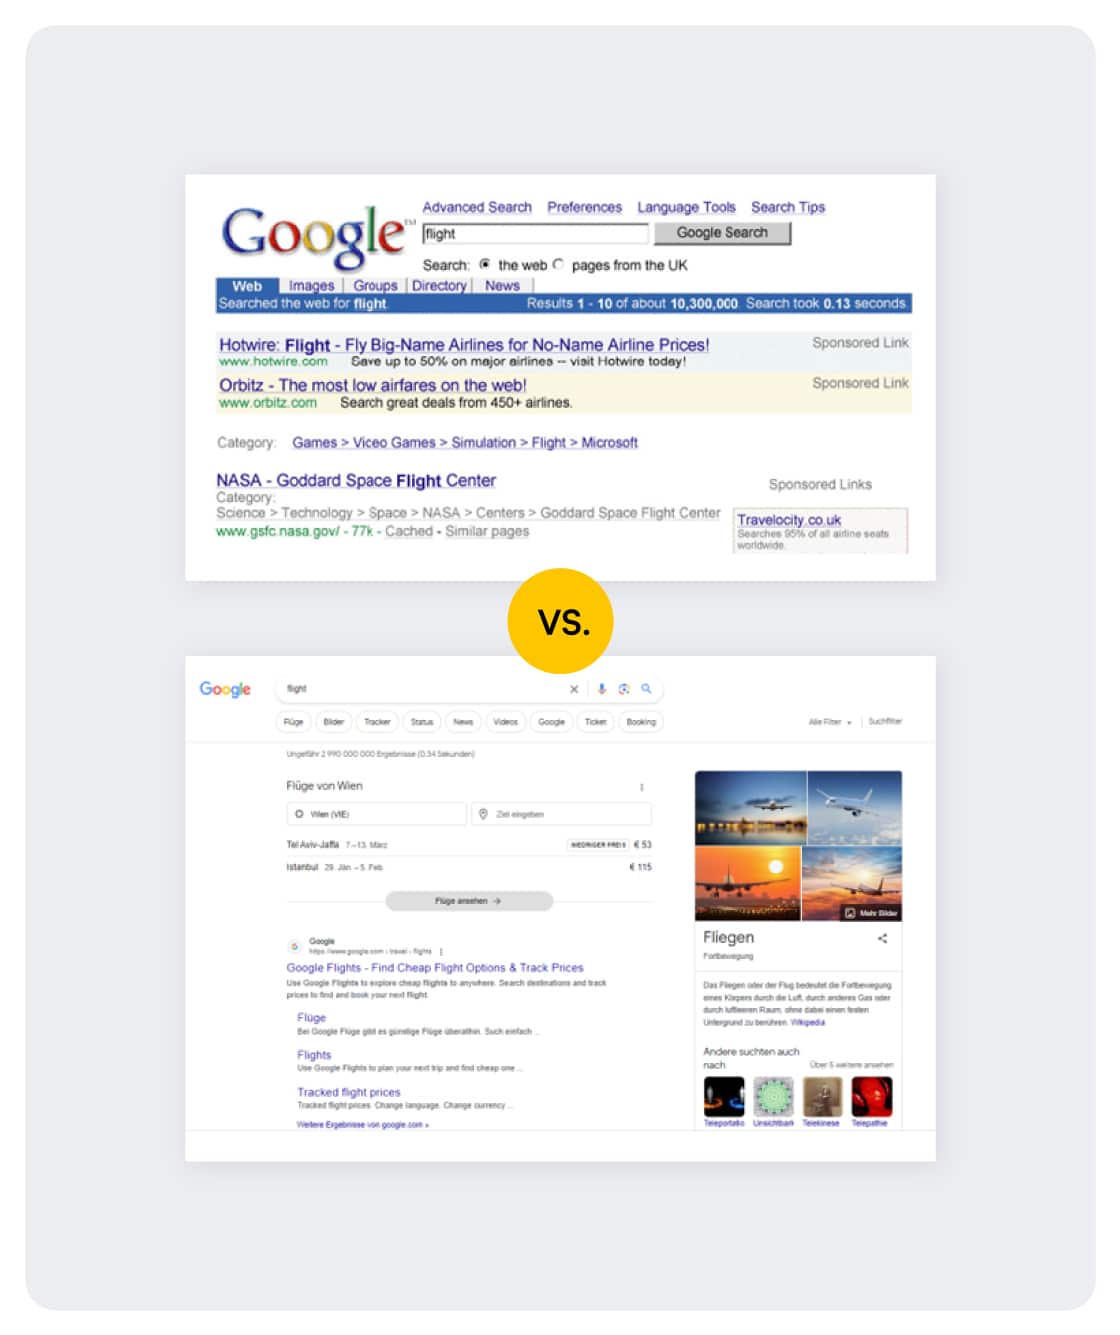 Google™
Advanced Search Preferences Language Tools Search Tips
flight Google Search
Search: the web pages from the UK
Web Images Groups Directory News
Searched the web for flight. Results 1 - 10 of about 10,300,000. Search took 0.13 seconds.
Hotwire: Flight - Fly Big-Name Airlines for No-Name Airline Prices! Sponsored Link
www.hotwire.com Save up to 50% on major airlines -- visit Hotwire today!
Orbitz - The most low airfares on the web! Sponsored Link
www.orbitz.com Search great deals from 450+ airlines.
Category: Games > Viceo Games > Simulation > Flight > Microsoft
NASA - Goddard Space Flight Center
Category:
Science > Technology > Space > NASA > Centers > Goddard Space Flight Center
www.gsfc.nasa.gov/ - 77k - Cached - Similar pages
Sponsored Links
Travelocity.co.uk
Searches 95% of all airline seats
worldwide.
VS.
Google
flight
Flüge Bilder Tracker Status News Videos Google Ticket Booking
Alle Filter Suchfilter
Ungefähr 2 990 000 000 Ergebnisse (0.34 Sekunden)
Flüge von Wien
Wien (VIE) Ziel eingeben
Tel Aviv-Jaffa 7.–13. März NIEDRIGER PREIS € 53
Istanbul 29. Jän. – 5. Feb. € 115
Flüge ansehen →
Google
https://www.google.com › travel › flights
Google Flights - Find Cheap Flight Options & Track Prices
Use Google Flights to explore cheap flights to anywhere. Search destinations and track
prices to find and book your next flight.
Flüge
Bei Google Flüge gibt es günstige Flüge überallhin. Such einfach ...
Flights
Use Google Flights to plan your next trip and find cheap one ...
Tracked flight prices
Tracked flight prices. Change language. Change currency ...
Weitere Ergebnisse von google.com »
Mehr Bilder
Fliegen
Fortbewegung
Das Fliegen oder der Flug bedeutet die Fortbewegung
eines Körpers durch die Luft, durch anderes Gas oder
durch luftleeren Raum, ohne dabei einen festen
Untergrund zu berühren. Wikipedia
Andere suchten auch
nach
Über 5 weitere ansehen
Teleportatio Unsichtbark Telekinese Telepathie